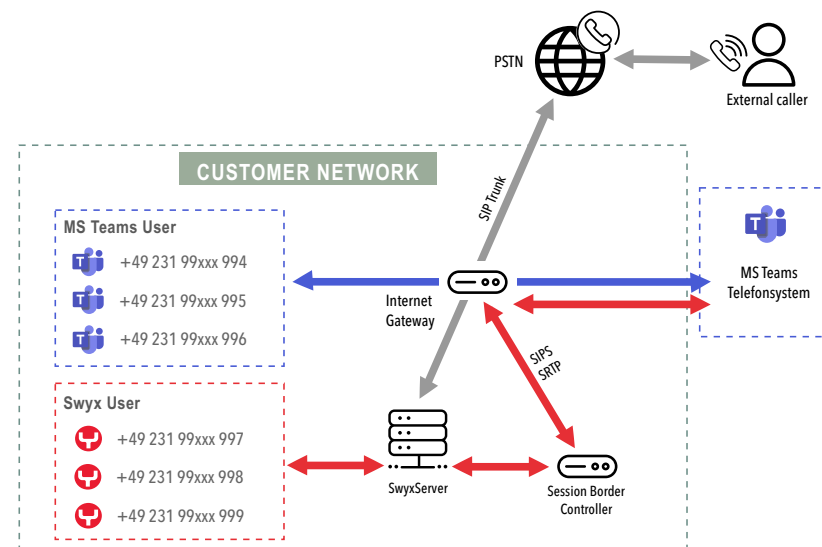 PSTN
External caller
CUSTOMER NETWORK
SIP Trunk
MS Teams User
+49 231 99xxx 994
+49 231 99xxx 995
+49 231 99xxx 996
Internet
Gateway
MS Teams
Telefonsystem
SIPS
SRTP
Swyx User
+49 231 99xxx 997
+49 231 99xxx 998
+49 231 99xxx 999
SwyxServer
Session Border
Controller